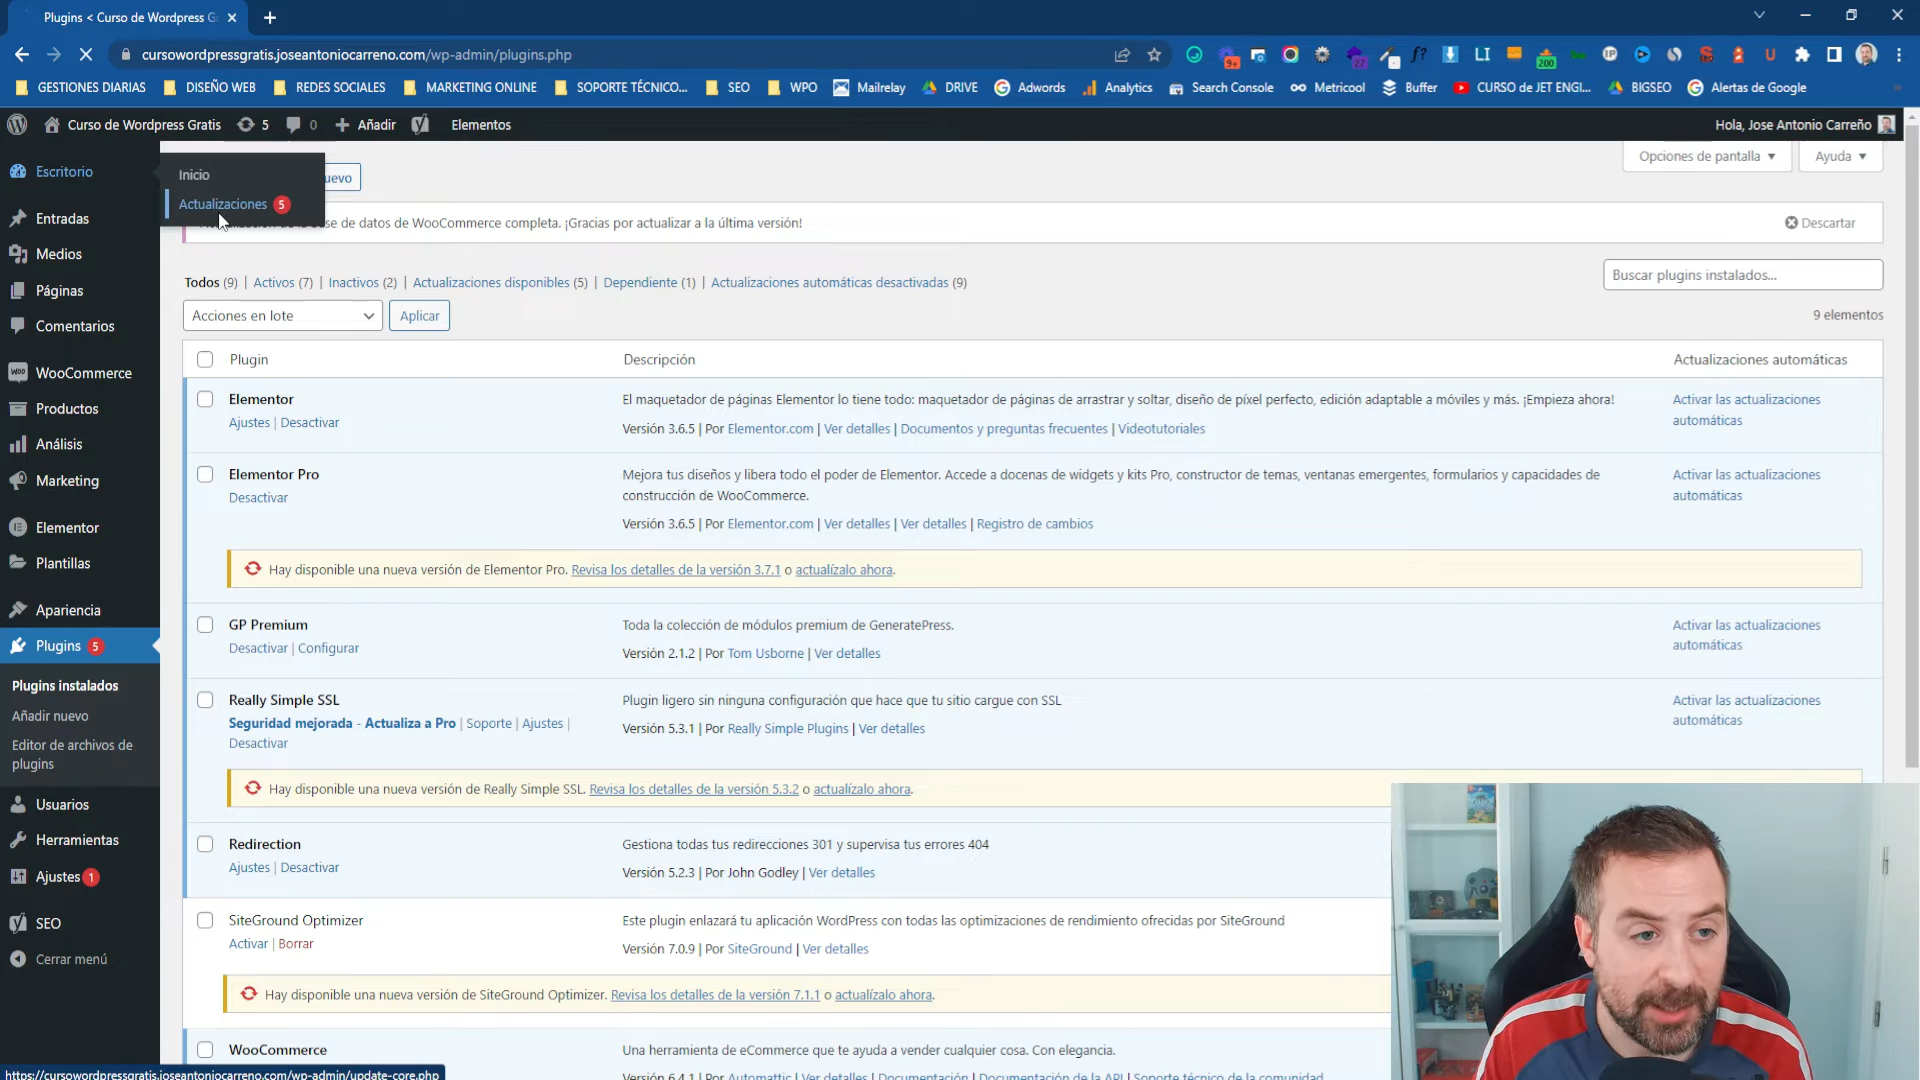 Plugins < Curso de Wordpress Gr
cursowordpressgratis.joseantoniocarreno.com/wp-admin/plugins.php
GESTIONES DIARIAS DISEÑO WEB REDES SOCIALES MARKETING ONLINE SOPORTE TÉCNICO... SEO WPO Mailrelay DRIVE Adwords Analytics Search Console Metricool Buffer CURSO de JET ENGI... BIGSEO Alertas de Google
Curso de Wordpress Gratis 5 0 Añadir Elementos Hola, Jose Antonio Carreño
Opciones de pantalla Ayuda
Escritorio
Inicio
Actualizaciones 5
uevo
se de datos de WooCommerce completa. ¡Gracias por actualizar a la última versión! Descartar
Entradas
Medios
Páginas
Comentarios
WooCommerce
Productos
Análisis
Marketing
Elementor
Plantillas
Apariencia
Plugins 5
Plugins instalados
Añadir nuevo
Editor de archivos de
plugins
Usuarios
Herramientas
Ajustes 1
SEO
Cerrar menú
Todos (9) | Activos (7) | Inactivos (2) | Actualizaciones disponibles (5) | Dependiente (1) | Actualizaciones automáticas desactivadas (9)
Buscar plugins instalados...
Acciones en lote Aplicar
9 elementos
Plugin Descripción Actualizaciones automáticas
Elementor
Ajustes | Desactivar
El maquetador de páginas Elementor lo tiene todo: maquetador de páginas de arrastrar y soltar, diseño de píxel perfecto, edición adaptable a móviles y más. ¡Empieza ahora!
Versión 3.6.5 | Por Elementor.com | Ver detalles | Documentos y preguntas frecuentes | Videotutoriales
Activar las actualizaciones
automáticas
Elementor Pro
Desactivar
Mejora tus diseños y libera todo el poder de Elementor. Accede a docenas de widgets y kits Pro, constructor de temas, ventanas emergentes, formularios y capacidades de
construcción de WooCommerce.
Versión 3.6.5 | Por Elementor.com | Ver detalles | Ver detalles | Registro de cambios
Activar las actualizaciones
automáticas
Hay disponible una nueva versión de Elementor Pro. Revisa los detalles de la versión 3.7.1 o actualízalo ahora.
GP Premium
Desactivar | Configurar
Toda la colección de módulos premium de GeneratePress.
Versión 2.1.2 | Por Tom Usborne | Ver detalles
Activar las actualizaciones
automáticas
Really Simple SSL
Seguridad mejorada - Actualiza a Pro | Soporte | Ajustes |
Desactivar
Plugin ligero sin ninguna configuración que hace que tu sitio cargue con SSL
Versión 5.3.1 | Por Really Simple Plugins | Ver detalles
Activar las actualizaciones
automáticas
Hay disponible una nueva versión de Really Simple SSL. Revisa los detalles de la versión 5.3.2 o actualízalo ahora.
Redirection
Ajustes | Desactivar
Gestiona todas tus redirecciones 301 y supervisa tus errores 404
Versión 5.2.3 | Por John Godley | Ver detalles
SiteGround Optimizer
Activar | Borrar
Este plugin enlazará tu aplicación WordPress con todas las optimizaciones de rendimiento ofrecidas por SiteGround
Versión 7.0.9 | Por SiteGround | Ver detalles
Hay disponible una nueva versión de SiteGround Optimizer. Revisa los detalles de la versión 7.1.1 o actualízalo ahora.
WooCommerce
Una herramienta de eCommerce que te ayuda a vender cualquier cosa. Con elegancia.
Versión 6.4.1 | Por Automattic | Ver detalles | Documentación | Documentación de la API | Soporte técnico de la comunidad
https://cursowordpressgratis.joseantoniocarreno.com/wp-admin/update-core.php